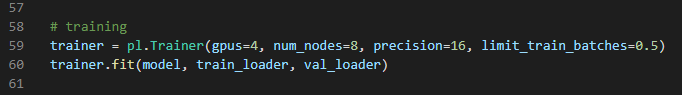 57
58 # training
59 trainer = pl.Trainer(gpus=4, num_nodes=8, precision=16, limit_train_batches=0.5)
60 trainer.fit(model, train_loader, val_loader)
61